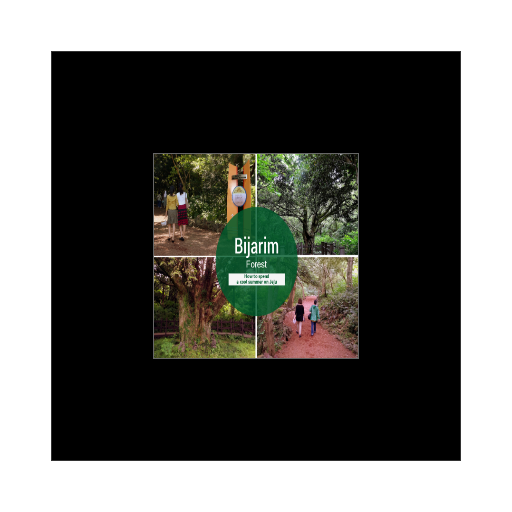 Bijarim
Forest
How to spend
a cool summer on Jeju